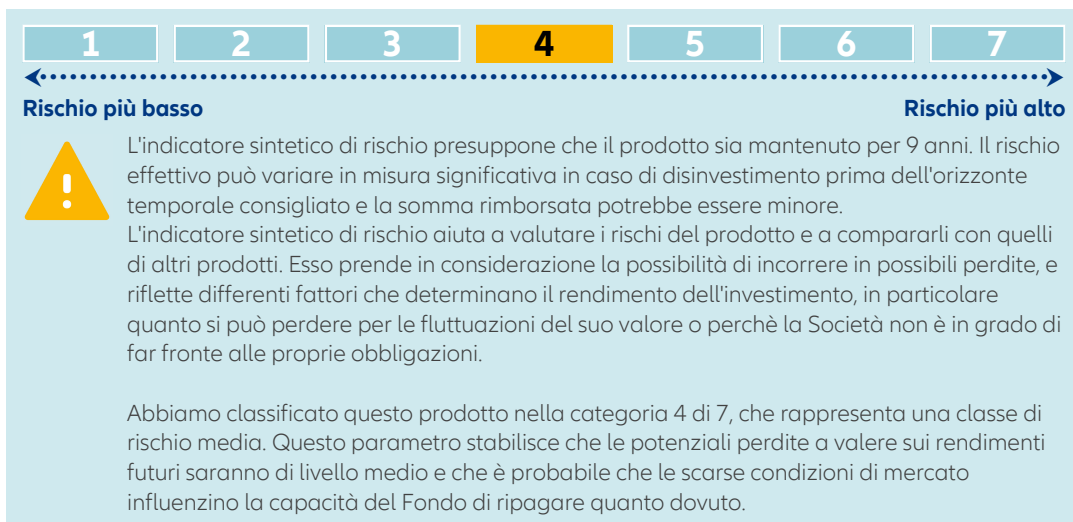 1 2 3 4 5 6 7
Rischio più basso Rischio più alto
L'indicatore sintetico di rischio presuppone che il prodotto sia mantenuto per 9 anni. Il rischio
effettivo può variare in misura significativa in caso di disinvestimento prima dell'orizzonte
temporale consigliato e la somma rimborsata potrebbe essere minore.
L'indicatore sintetico di rischio aiuta a valutare i rischi del prodotto e a compararli con quelli
di altri prodotti. Esso prende in considerazione la possibilità di incorrere in possibili perdite, e
riflette differenti fattori che determinano il rendimento dell'investimento, in particolare
quanto si può perdere per le fluttuazioni del suo valore o perchè la Società non è in grado di
far fronte alle proprie obbligazioni.
Abbiamo classificato questo prodotto nella categoria 4 di 7, che rappresenta una classe di
rischio media. Questo parametro stabilisce che le potenziali perdite a valere sui rendimenti
futuri saranno di livello medio e che è probabile che le scarse condizioni di mercato
influenzino la capacità del Fondo di ripagare quanto dovuto.